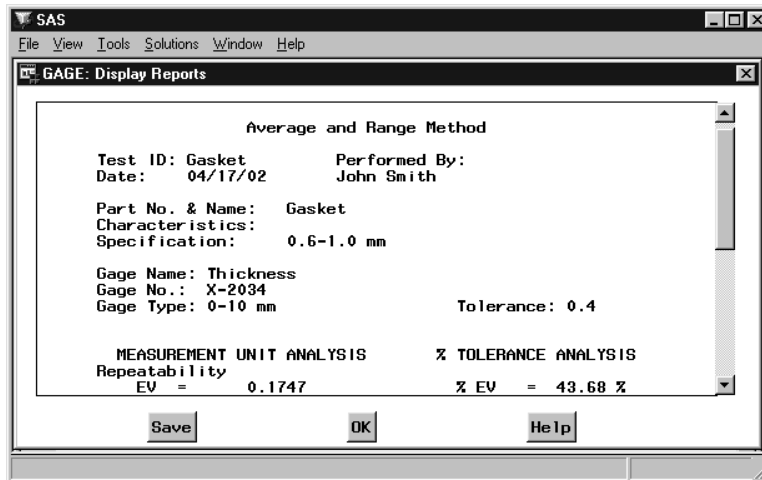 SAS
File View Tools Solutions Window Help
GAGE: Display Reports
Average and Range Method
Test ID: Gasket Performed By:
Date: 04/17/02 John Smith
Part No. & Name: Gasket
Characteristics:
Specification: 0.6-1.0 mm
Gage Name: Thickness
Gage No.: X-2034
Gage Type: 0-10 mm Tolerance: 0.4
MEASUREMENT UNIT ANALYSIS % TOLERANCE ANALYSIS
Repeatability
EV = 0.1747 % EV = 43.68 %
Save OK Help